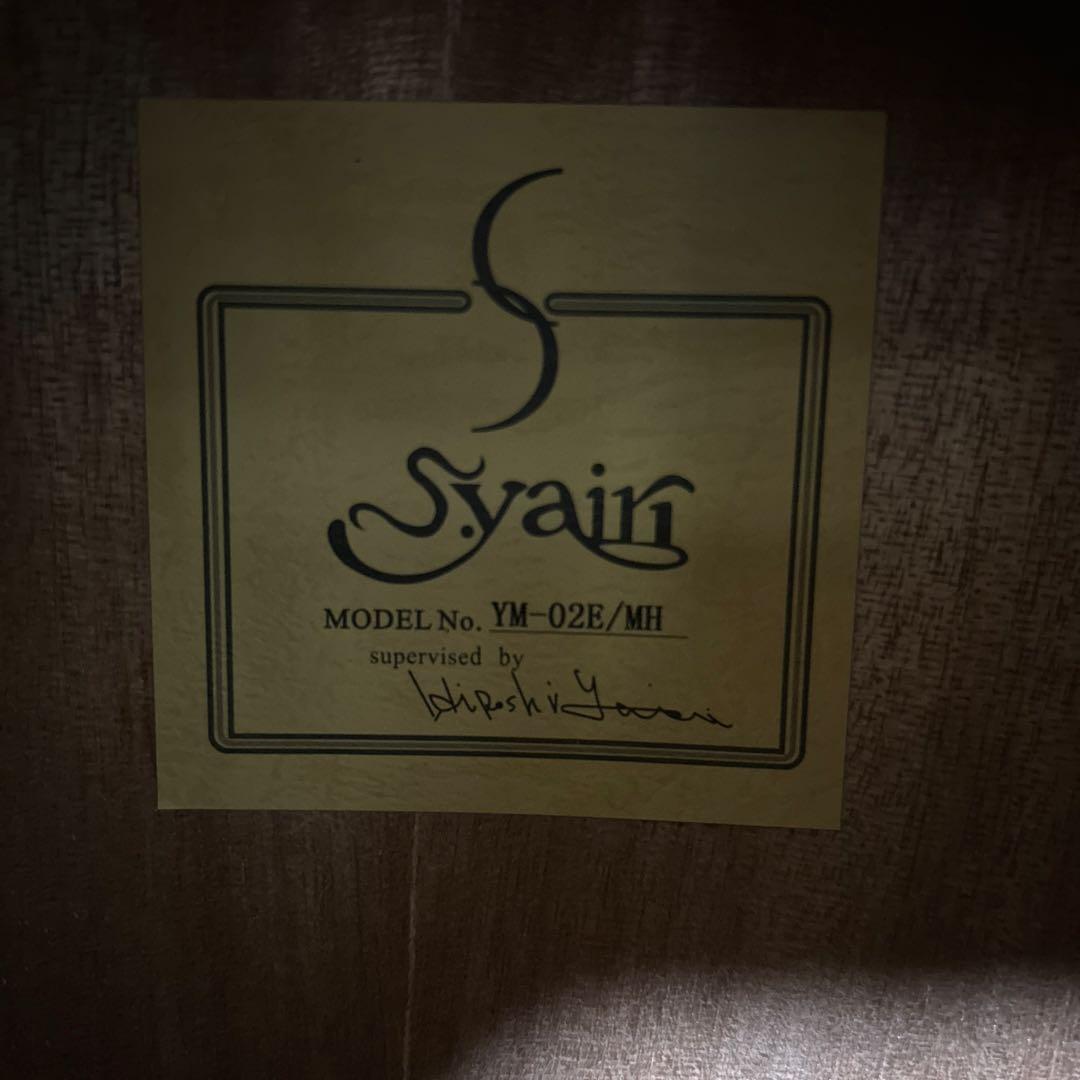 S
S.yairi
MODEL No. YM-02E/MH
supervised by
Hiroshi Yairi